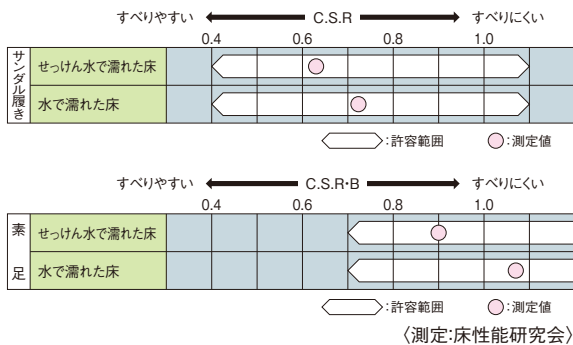 すべりやすい C.S.R すべりにくい
0.4 0.6 0.8 1.0
サンダル履き
せっけん水で濡れた床
水で濡れた床
:許容範囲 :測定値
すべりやすい C.S.R・B すべりにくい
0.4 0.6 0.8 1.0
素足
せっけん水で濡れた床
水で濡れた床
:許容範囲 :測定値
〈測定:床性能研究会〉